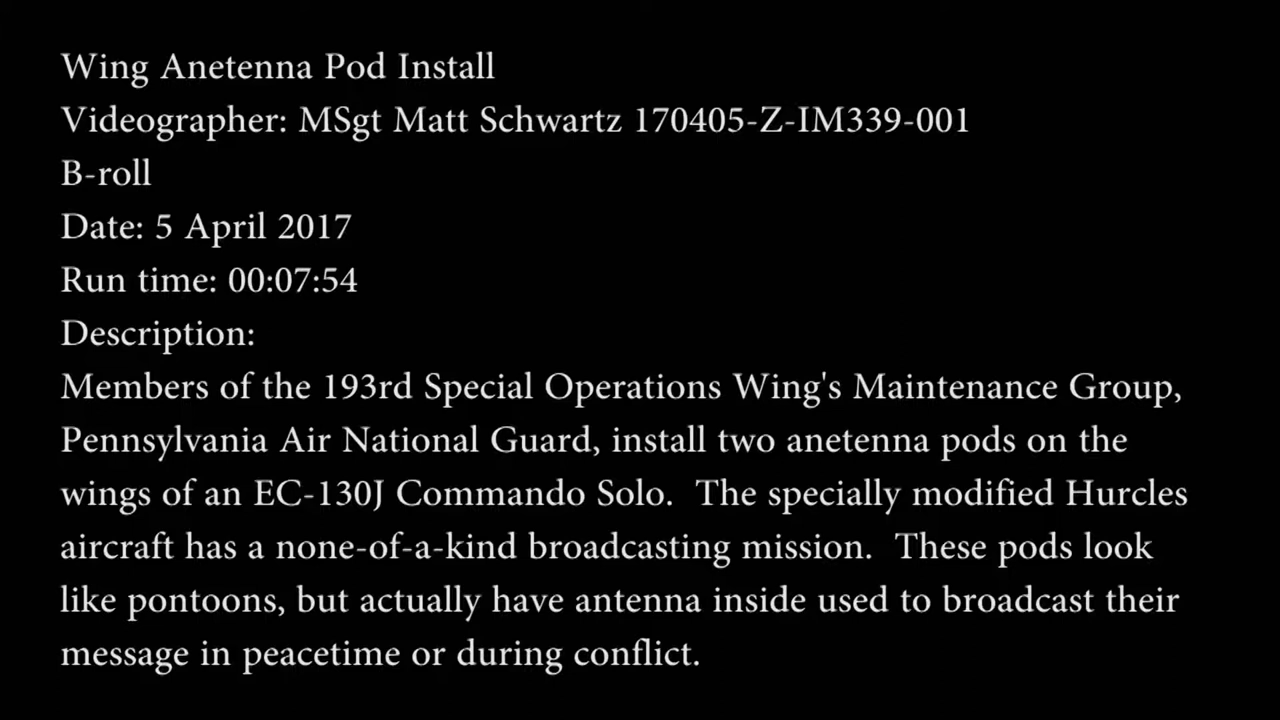 Wing Anetenna Pod Install
Videographer: MSgt Matt Schwartz 170405-Z-IM339-001
B-roll
Date: 5 April 2017
Run time: 00:07:54
Description:
Members of the 193rd Special Operations Wing's Maintenance Group,
Pennsylvania Air National Guard, install two anetenna pods on the
wings of an EC-130J Commando Solo.  The specially modified Hurcles
aircraft has a none-of-a-kind broadcasting mission.  These pods look
like pontoons, but actually have antenna inside used to broadcast their
message in peacetime or during conflict.